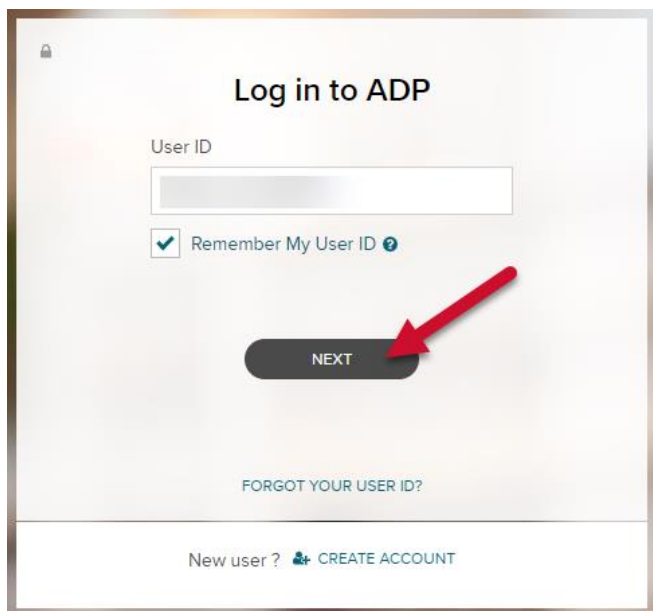 Log in to ADP
User ID
Remember My User ID
NEXT
FORGOT YOUR USER ID?
New user ? CREATE ACCOUNT